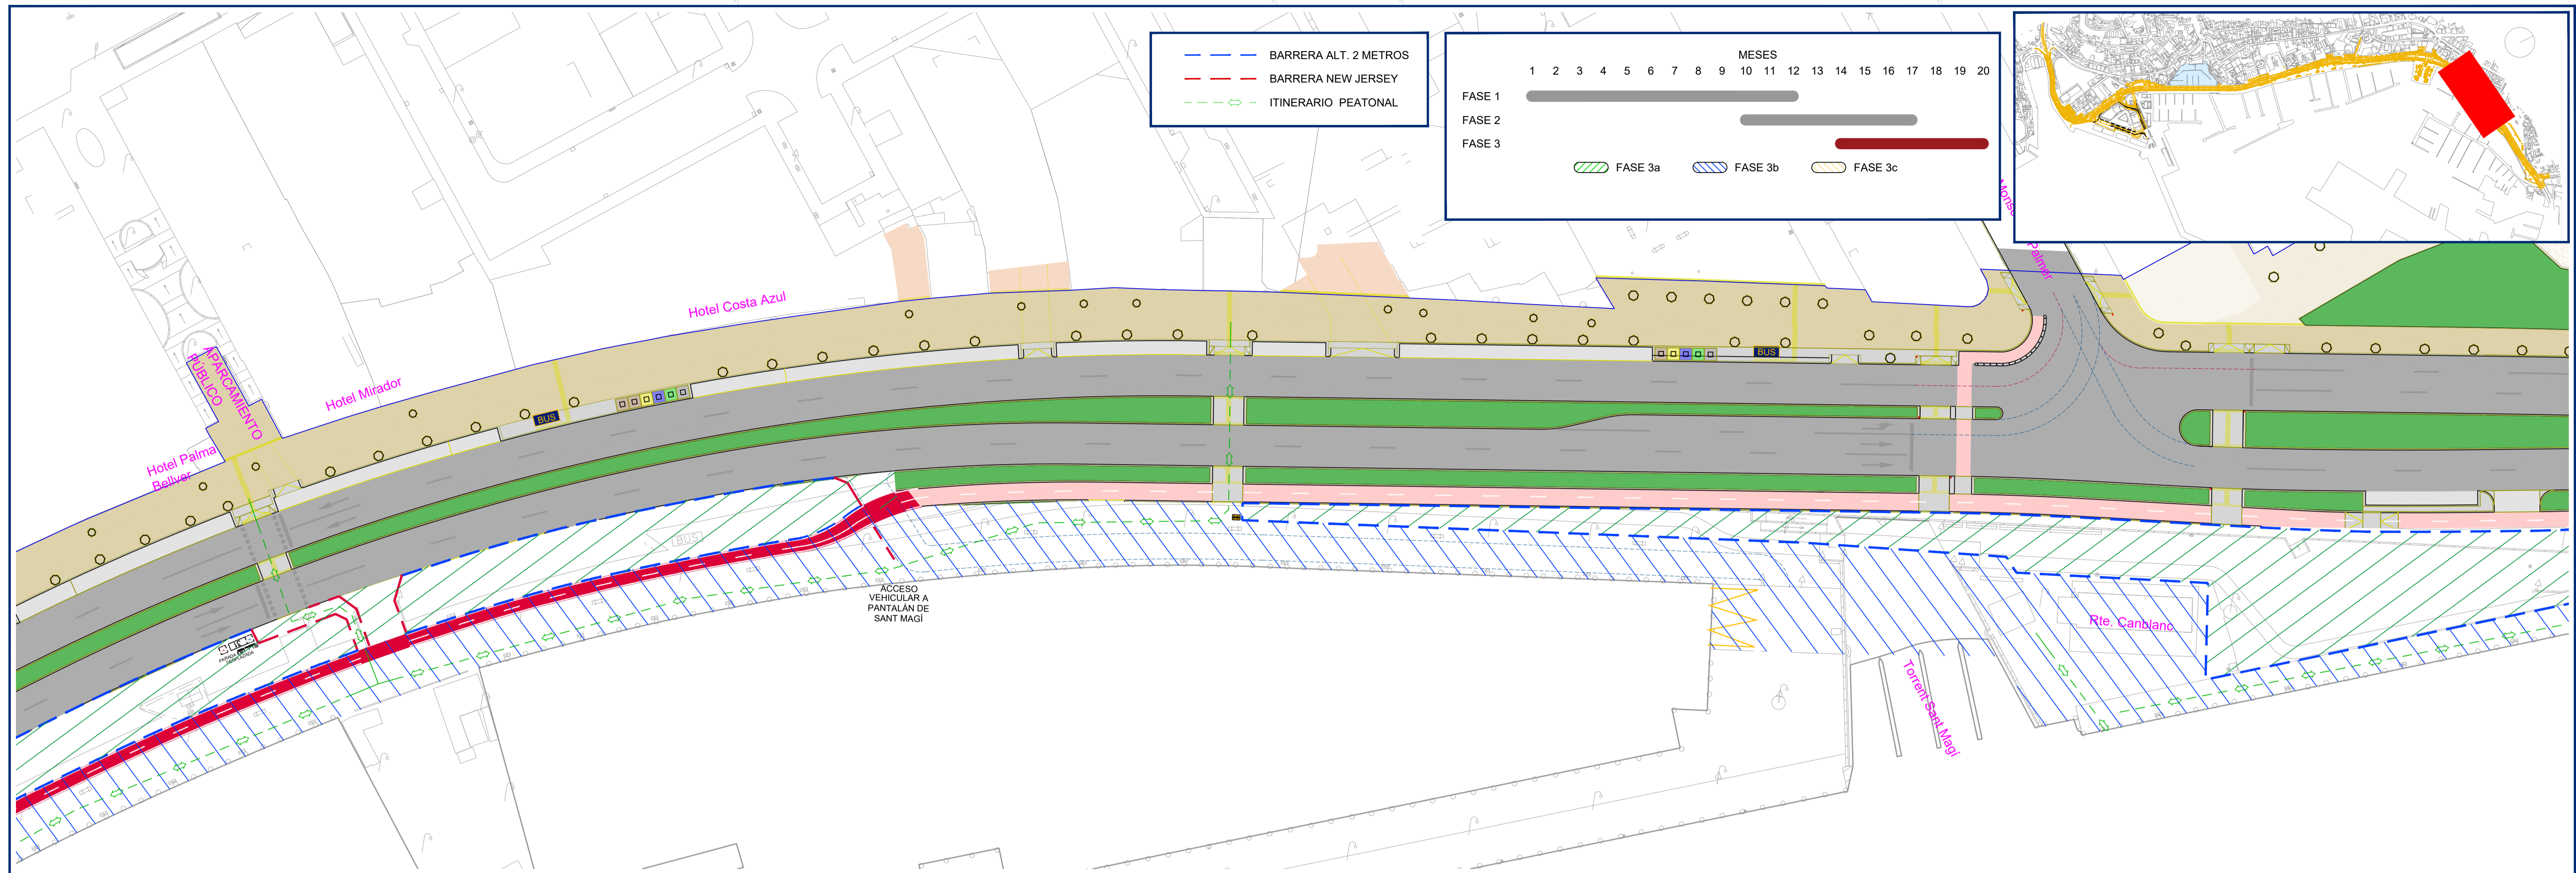 BARRERA ALT. 2 METROS
BARRERA NEW JERSEY
ITINERARIO PEATONAL
MESES
1 2 3 4 5 6 7 8 9 10 11 12 13 14 15 16 17 18 19 20
FASE 1
FASE 2
FASE 3
FASE 3a
FASE 3b
FASE 3c
Palmer
Hotel Costa Azul
Hotel Mirador
APARCAMIENTO
PÚBLICO
Hotel Palma
Bellver
BUS
BUS
BUS
ACCESO
VEHICULAR A
PANTALÁN DE
SANT MAGÍ
Rte. Canblanc
Torrent Sant Magí